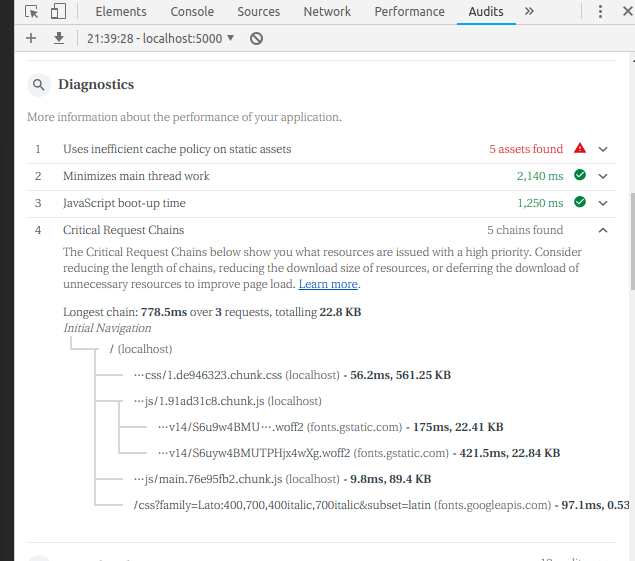 Elements Console Sources Network Performance Audits »
21:39:28 - localhost:5000 ▼
Diagnostics
More information about the performance of your application.
1 Uses inefficient cache policy on static assets 5 assets found
2 Minimizes main thread work 2,140 ms
3 JavaScript boot-up time 1,250 ms
4 Critical Request Chains 5 chains found
The Critical Request Chains below show you what resources are issued with a high priority. Consider
reducing the length of chains, reducing the download size of resources, or deferring the download of
unnecessary resources to improve page load. Learn more.
Longest chain: 778.5ms over 3 requests, totalling 22.8 KB
Initial Navigation
/ (localhost)
…css/1.de946323.chunk.css (localhost) - 56.2ms, 561.25 KB
…js/1.91ad31c8.chunk.js (localhost)
…v14/S6u9w4BMU….woff2 (fonts.gstatic.com) - 175ms, 22.41 KB
…v14/S6uyw4BMUTPHjx4wXg.woff2 (fonts.gstatic.com) - 421.5ms, 22.84 KB
…js/main.76e95fb2.chunk.js (localhost) - 9.8ms, 89.4 KB
/css?family=Lato:400,700,400italic,700italic&subset=latin (fonts.googleapis.com) - 97.1ms, 0.53